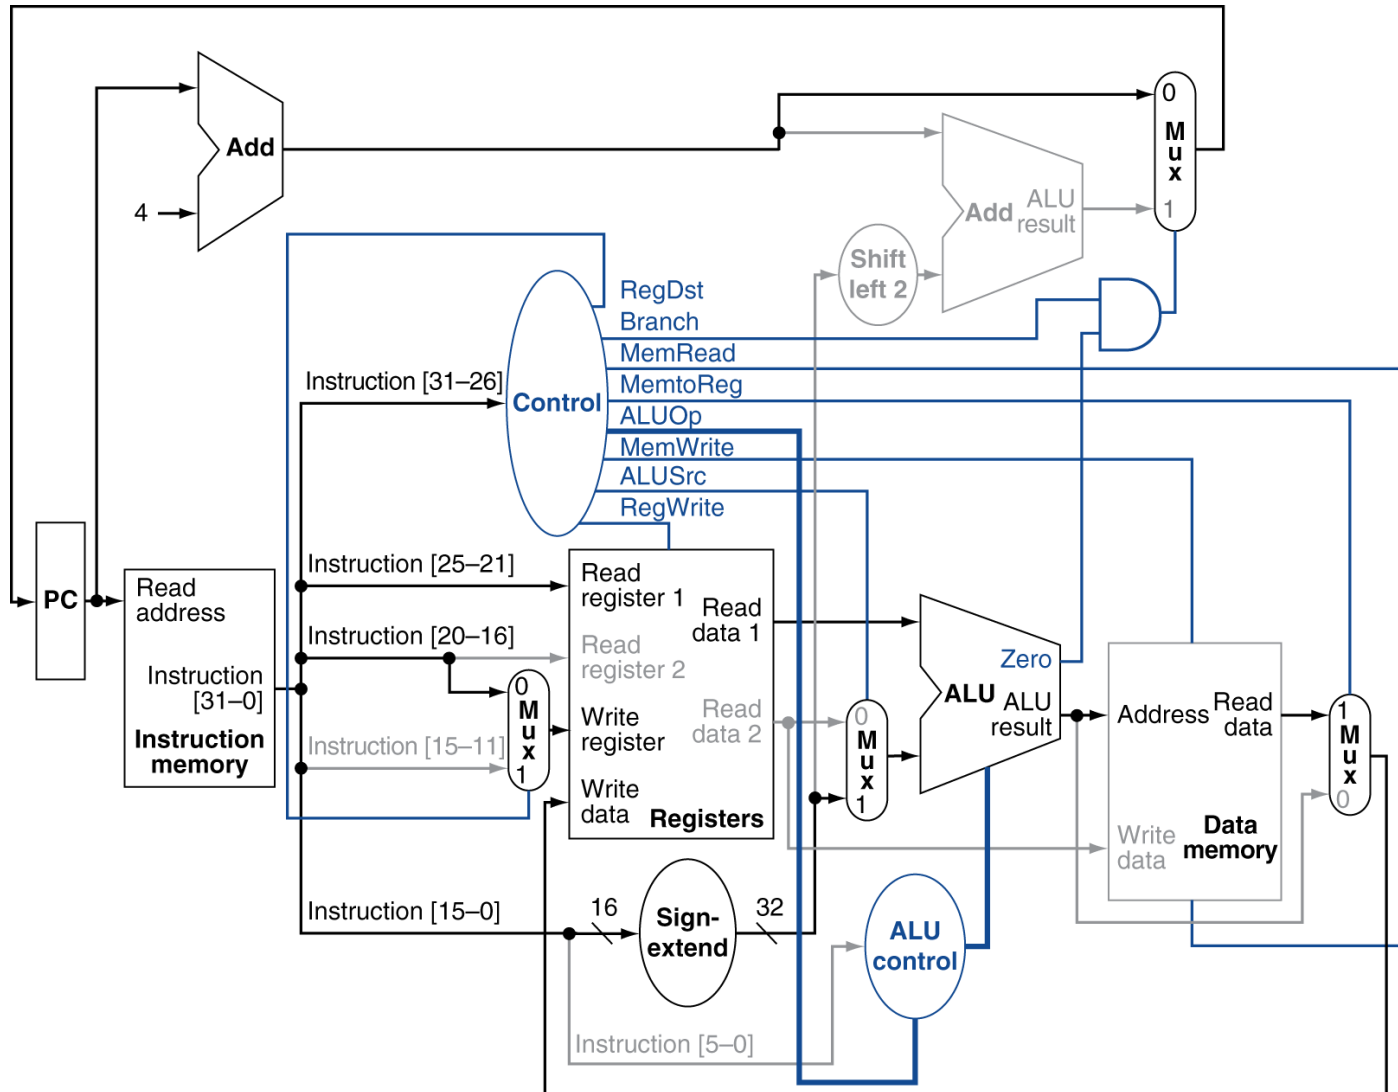 0
M
u
x
1
Add
4
Add
ALU
result
Shift
left 2
RegDst
Branch
MemRead
MemtoReg
ALUOp
MemWrite
ALUSrc
RegWrite
Instruction [31–26]
Control
PC
Read
address
Instruction
[31–0]
Instruction
memory
Instruction [25–21]
Instruction [20–16]
Instruction [15–11]
0
M
u
x
1
Read
register 1
Read
register 2
Write
register
Write
data
Read
data 1
Read
data 2
Registers
0
M
u
x
1
Zero
ALU
ALU
result
Address
Read
data
Write
data
Data
memory
1
M
u
x
0
Instruction [15–0]
16
Sign-
extend
32
ALU
control
Instruction [5–0]